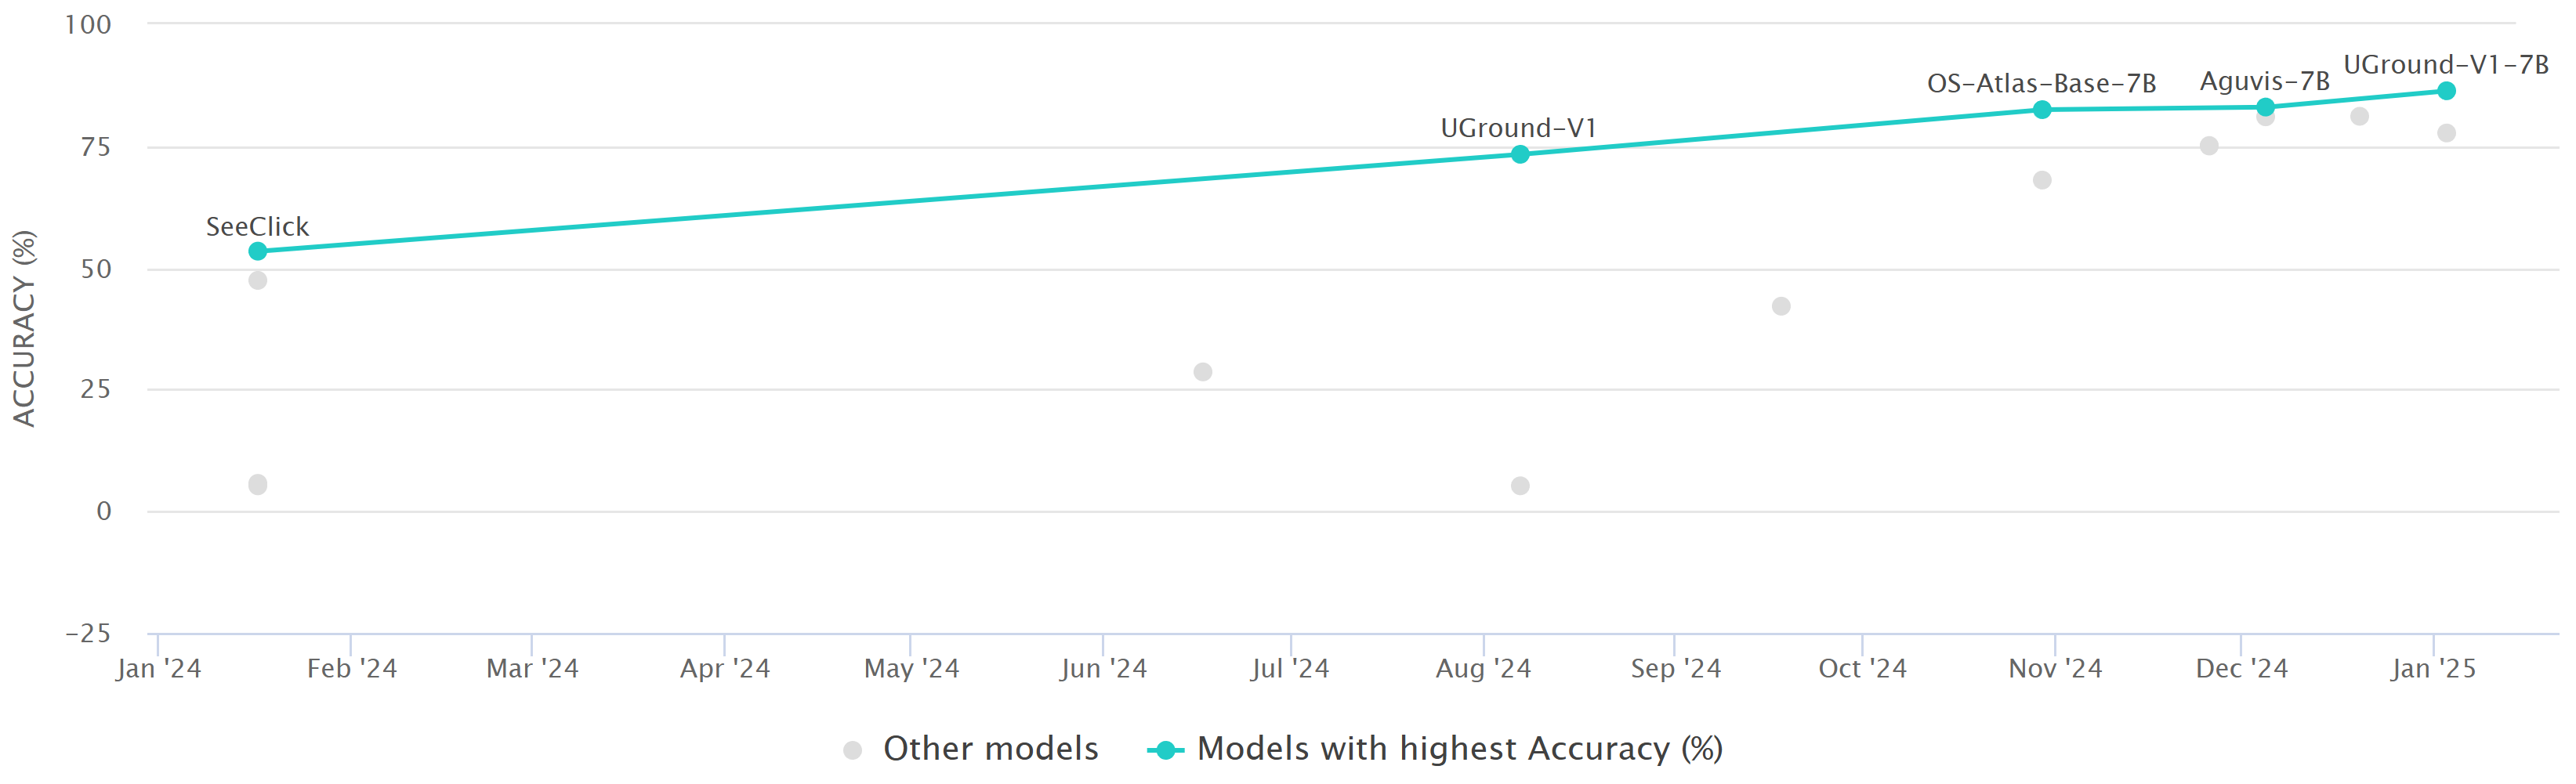 100
75
50
25
0
-25
ACCURACY (%)
SeeClick
UGround-V1
OS-Atlas-Base-7B
Aguvis-7B
UGround-V1-7B
Jan '24
Feb '24
Mar '24
Apr '24
May '24
Jun '24
Jul '24
Aug '24
Sep '24
Oct '24
Nov '24
Dec '24
Jan '25
Other models
Models with highest Accuracy (%)